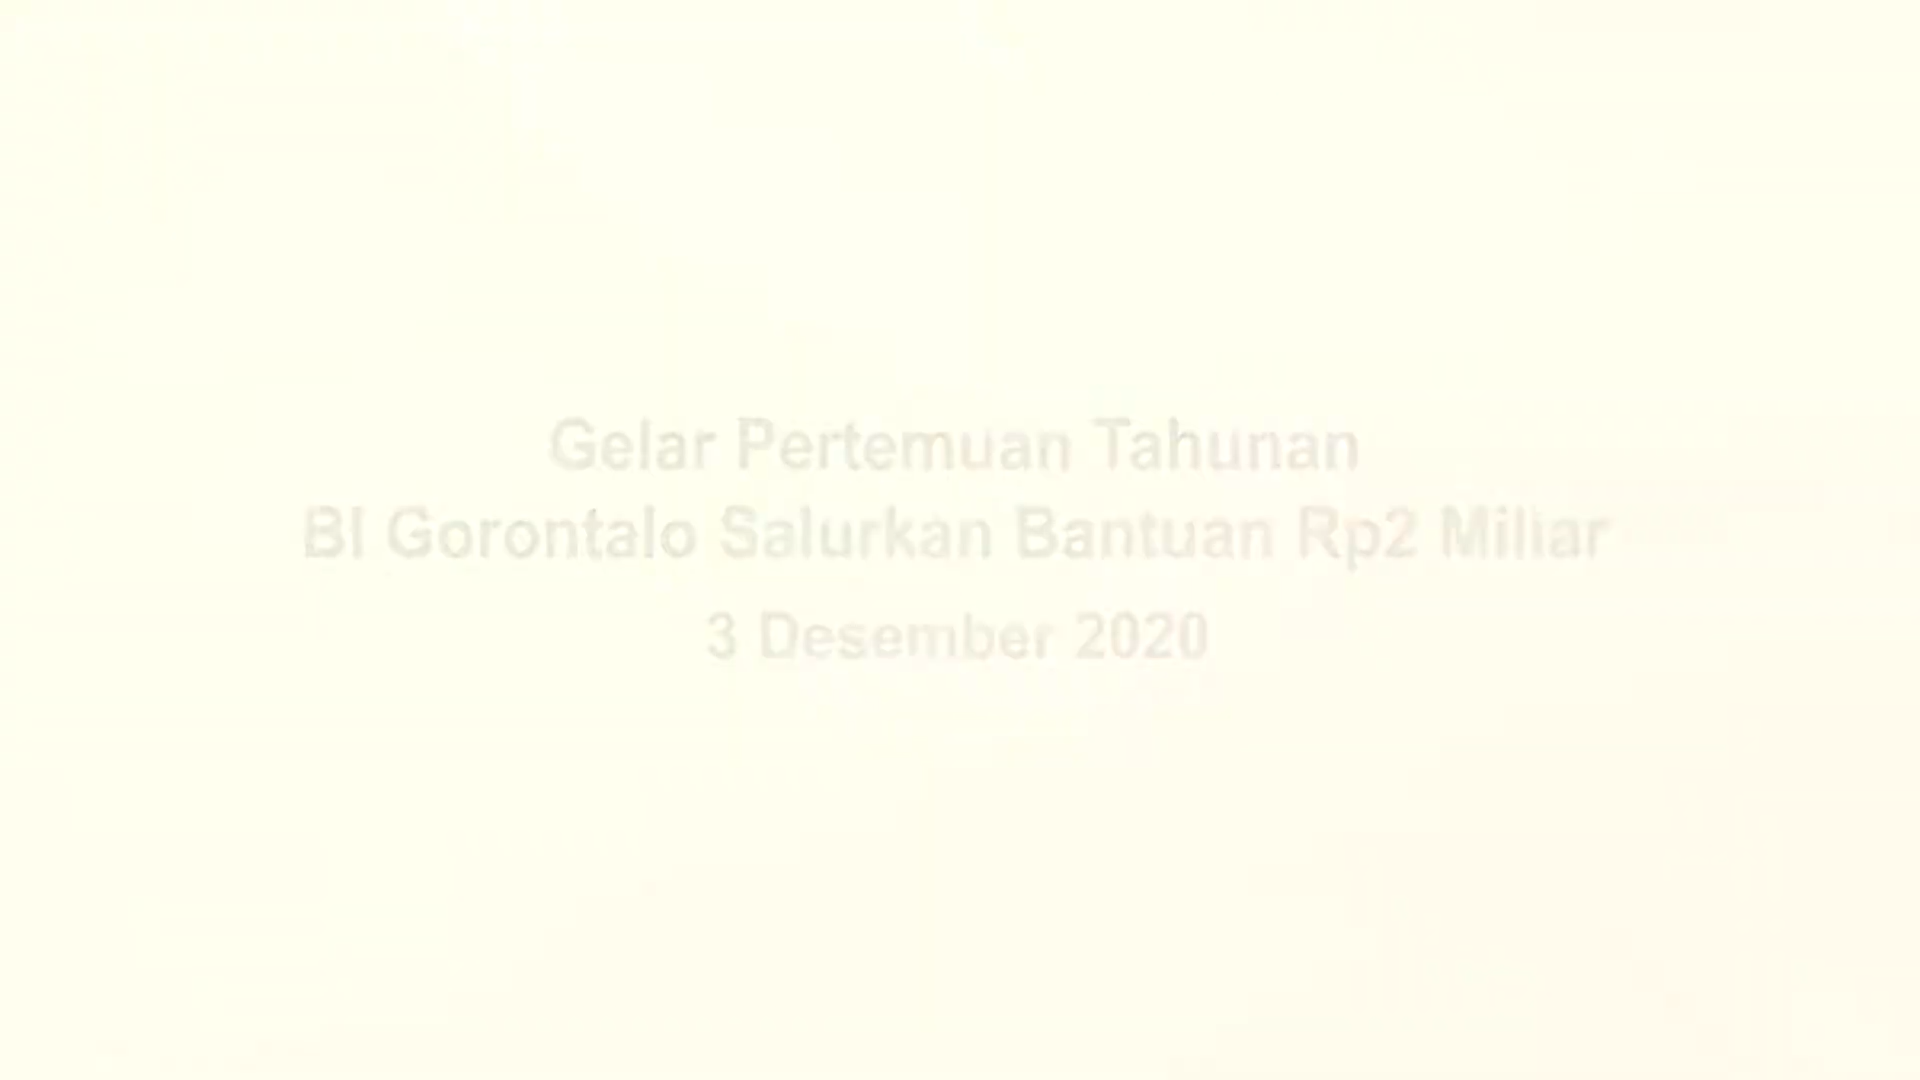 Gelar Pertemuan Tahunan
BI Gorontalo Salurkan Bantuan Rp2 Miliar
3 Desember 2020